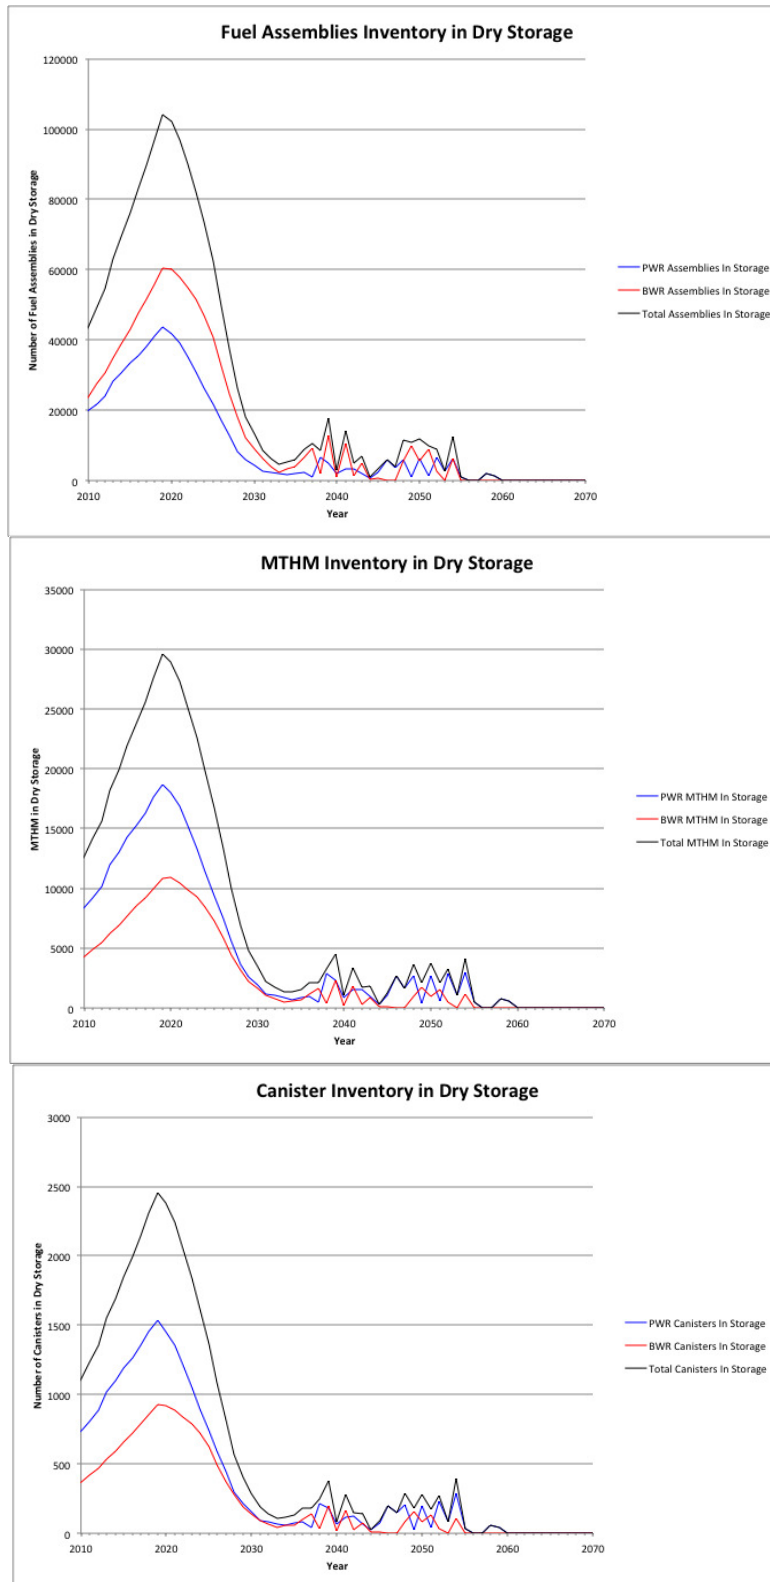 Fuel Assemblies Inventory in Dry Storage
120000
100000
80000
60000
40000
20000
0
Number of Fuel Assemblies in Dry Storage
2010 2020 2030 2040 2050 2060 2070
Year
PWR Assemblies In Storage
BWR Assemblies In Storage
Total Assemblies In Storage
MTHM Inventory in Dry Storage
35000
30000
25000
20000
15000
10000
5000
0
MTHM in Dry Storage
2010 2020 2030 2040 2050 2060 2070
Year
PWR MTHM In Storage
BWR MTHM In Storage
Total MTHM In Storage
Canister Inventory in Dry Storage
3000
2500
2000
1500
1000
500
0
Number of Canisters in Dry Storage
2010 2020 2030 2040 2050 2060 2070
Year
PWR Canisters In Storage
BWR Canisters In Storage
Total Canisters In Storage